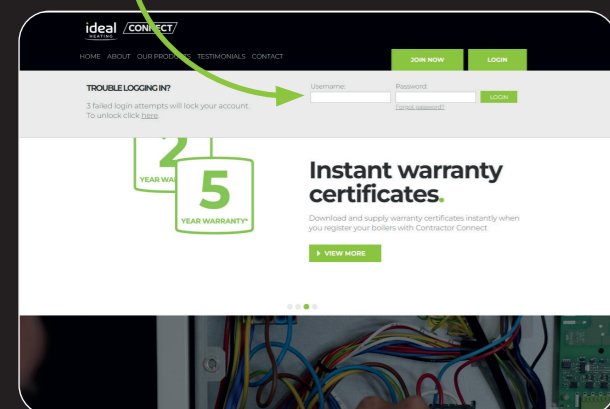 ideal CONNECT
HEATING
HOME ABOUT OUR PRODUCTS TESTIMONIALS CONTACT
JOIN NOW
LOGIN
TROUBLE LOGGING IN?
3 failed login attempts will lock your account.
To unlock click here.
Username:
Password:
LOGIN
Forgot password?
2
YEAR WA
5
YEAR WARRANTY*
Instant warranty
certificates.
Download and supply warranty certificates instantly when
you register your boilers with Contractor Connect
VIEW MORE